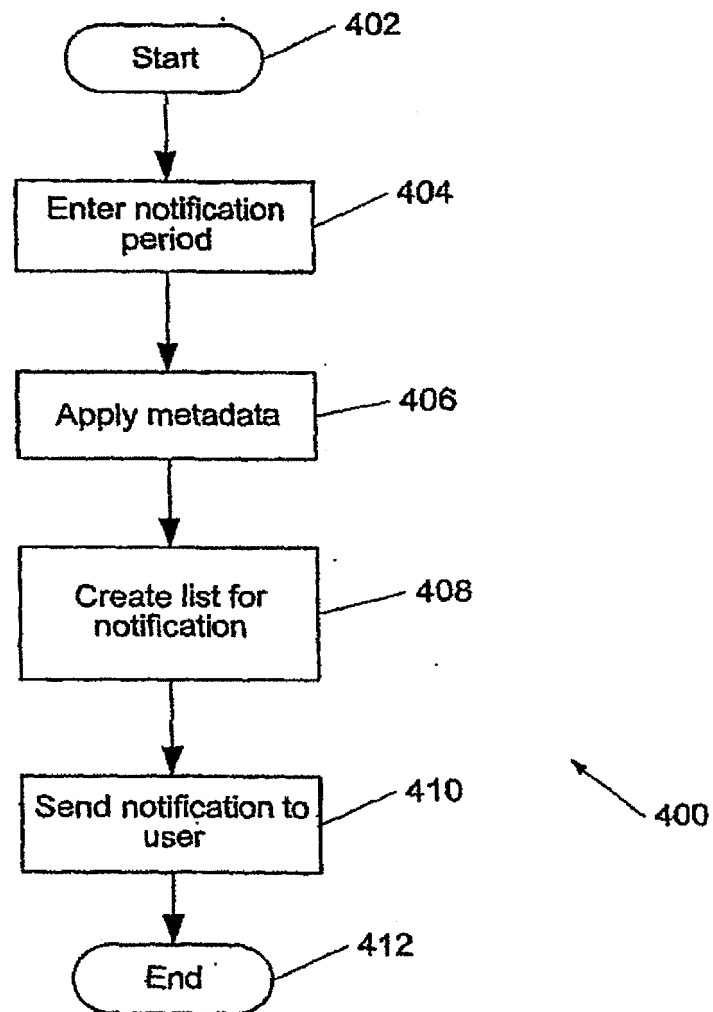 Start
402
Enter notification
period
404
Apply metadata
406
Create list for
notification
408
Send notification to
user
410
400
End
412